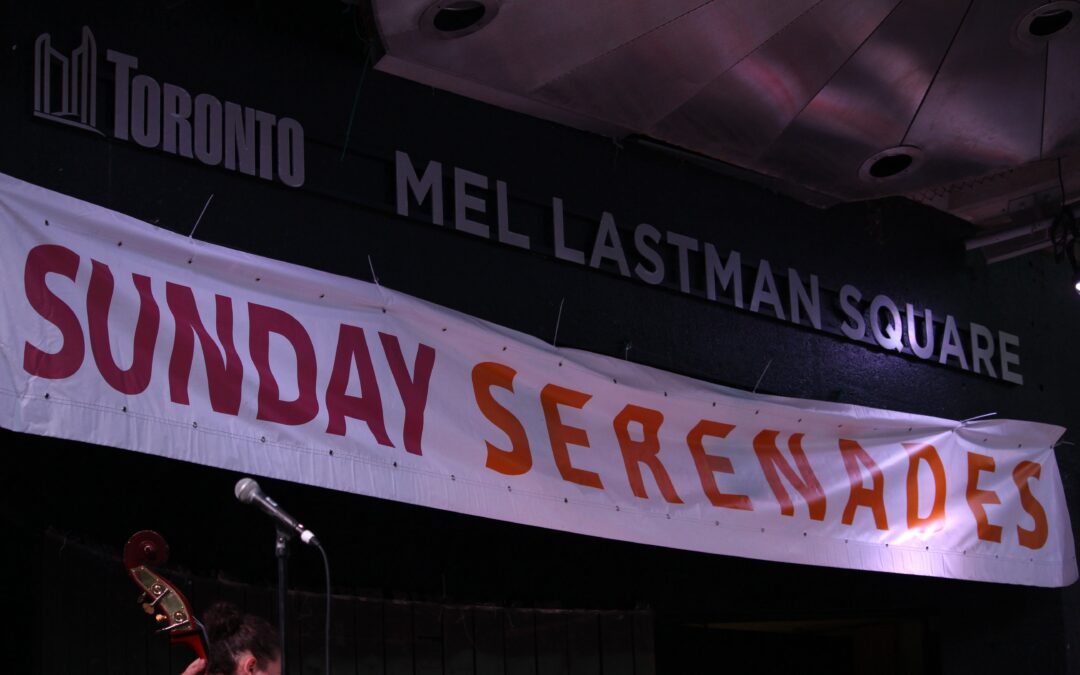 TORONTO
MEL LASTMAN SQUARE
SUNDAY SERENADES